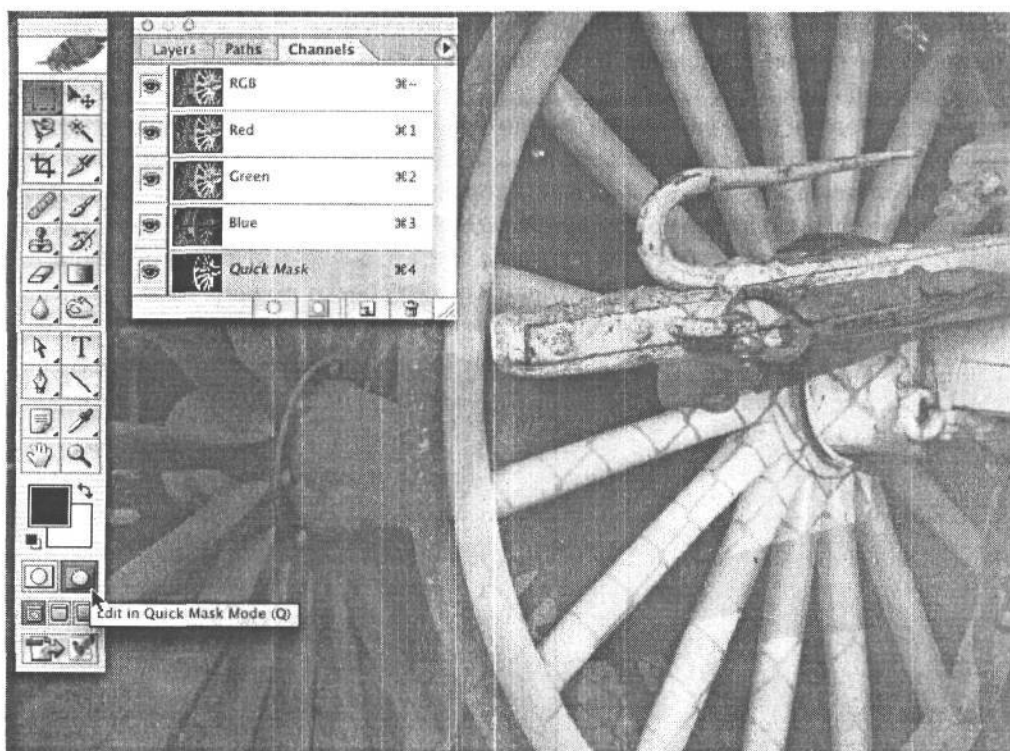 Layers Paths Channels
RGB ⌘~
Red ⌘1
Green ⌘2
Blue ⌘3
Quick Mask ⌘4
T
Edit in Quick Mask Mode (Q)